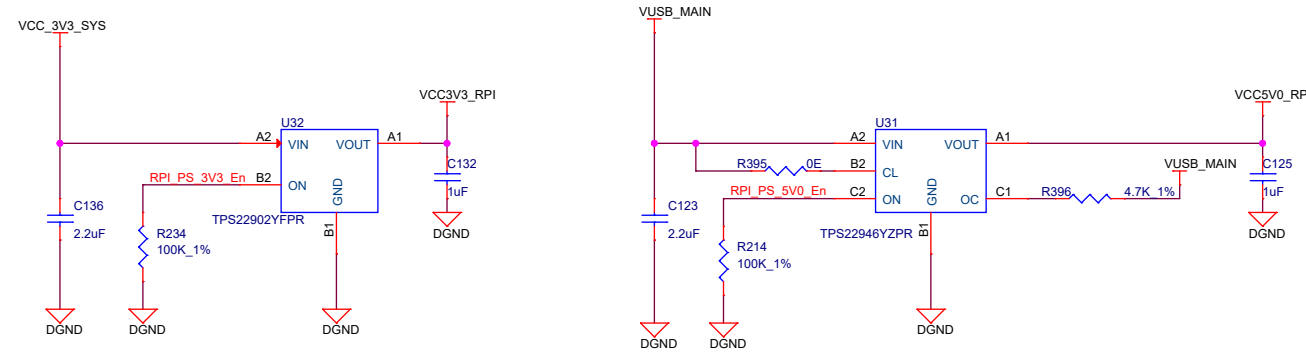 VCC_3V3_SYS
VCC3V3_RPI
U32
A2
VIN
VOUT
A1
RPI_PS_3V3_En
B2
ON
GND
C132
1uF
DGND
TPS22902YFPR
B1
C136
2.2uF
R234
100K_1%
DGND
DGND
DGND
VUSB_MAIN
VCC5V0_RP
U31
A2
VIN
VOUT
A1
R395
0E
B2
CL
VUSB_MAIN
C125
1uF
DGND
RPI_PS_5V0_En
C2
ON
GND
OC
C1
R396
4.7K_1%
C123
2.2uF
TPS22946YZPR
B1
R214
100K_1%
DGND
DGND
DGND